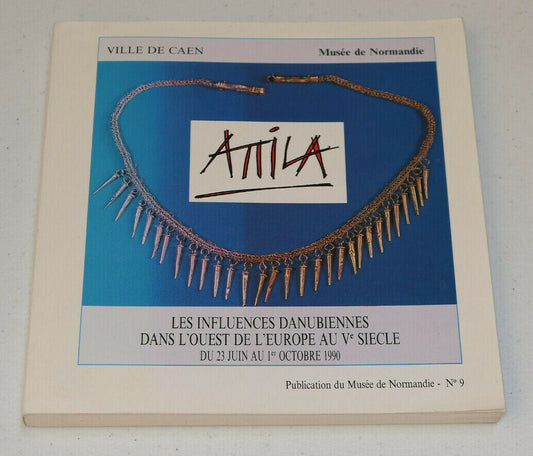 VILLE DE CAEN
Musée de Normandie
ATTILA
LES INFLUENCES DANUBIENNES
DANS L'OUEST DE L'EUROPE AU Ve SIECLE
DU 23 JUIN AU 1er OCTOBRE 1990
Publication du Musée de Normandie - No 9